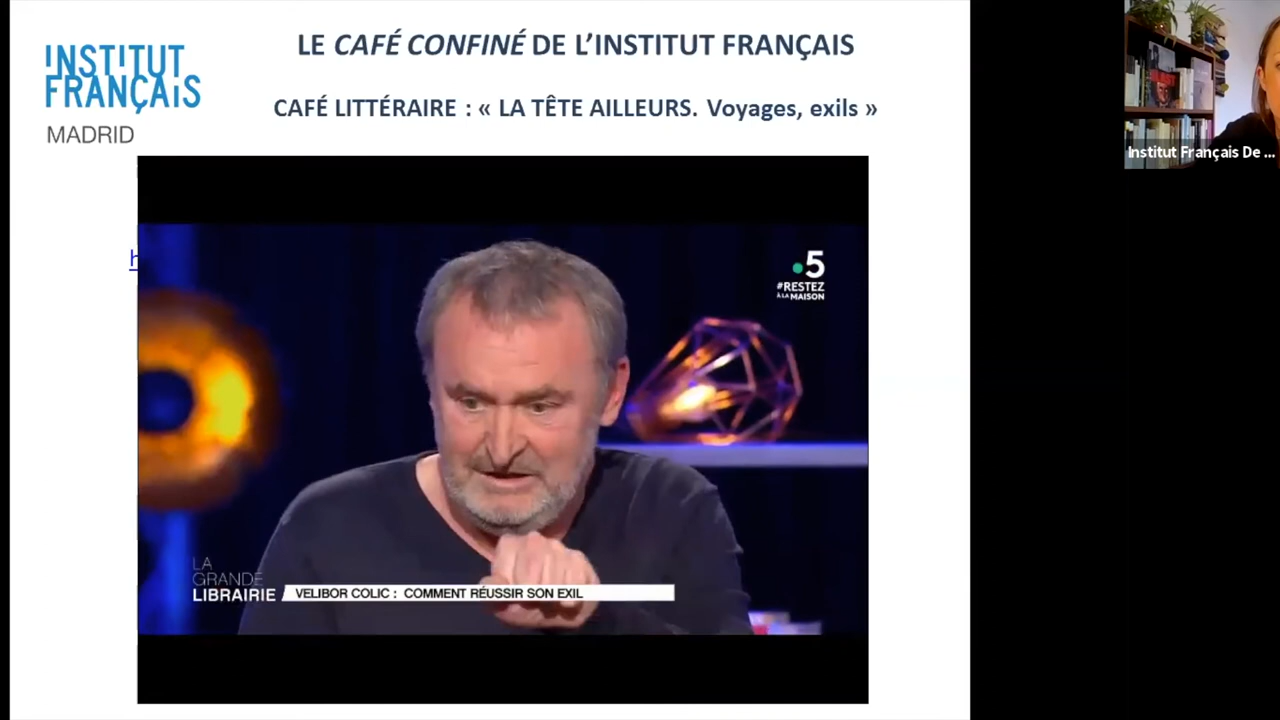 INSTITUT
FRANÇAIS
MADRID
LE CAFÉ CONFINÉ DE L'INSTITUT FRANÇAIS
CAFÉ LITTÉRAIRE : « LA TÊTE AILLEURS. Voyages, exils »
Institut Français De ...
h
5
#RESTEZ
À LA MAISON
LA
GRANDE
LIBRAIRIE
VELIBOR COLIC : COMMENT RÉUSSIR SON EXIL